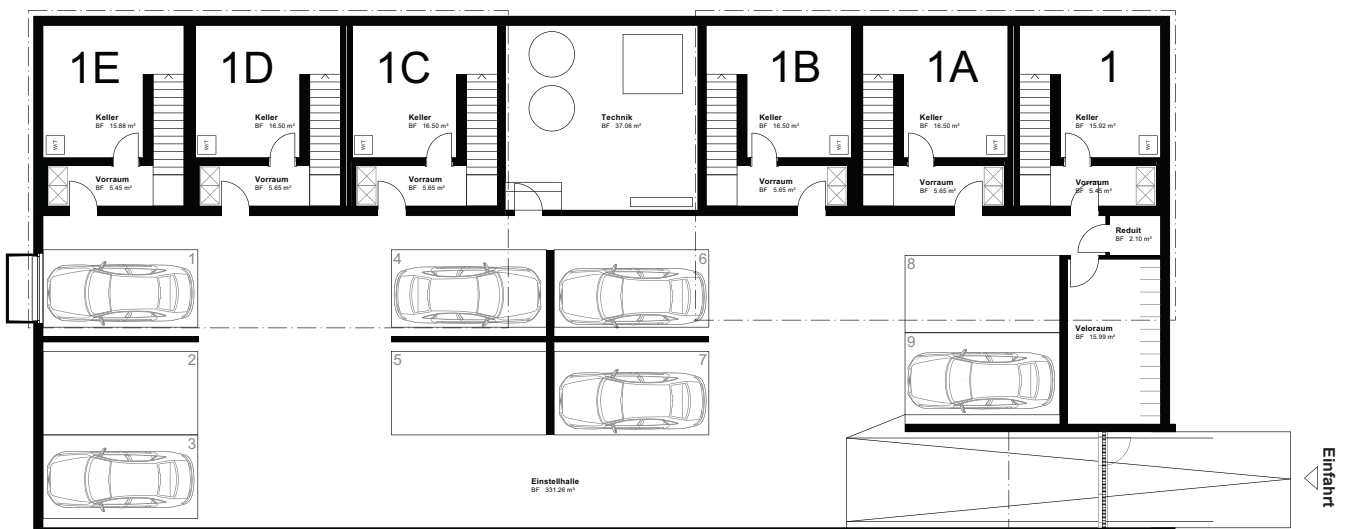 1E
1D
1C
1B
1A
1
Keller
BF 15.88 m²
Keller
BF 16.50 m²
Keller
BF 16.50 m²
Technik
BF 37.06 m²
Keller
BF 16.50 m²
Keller
BF 16.50 m²
Keller
BF 15.92 m²
WT
WT
WT
WT
WT
WT
Vorraum
BF 5.45 m²
Vorraum
BF 5.65 m²
Vorraum
BF 5.65 m²
Vorraum
BF 5.65 m²
Vorraum
BF 5.65 m²
Vorraum
BF 5.45 m²
Reduit
BF 2.10 m²
1
4
6
8
Veloraum
BF 15.99 m²
9
2
5
7
3
Einstellhalle
BF 331.26 m²
Einfahrt